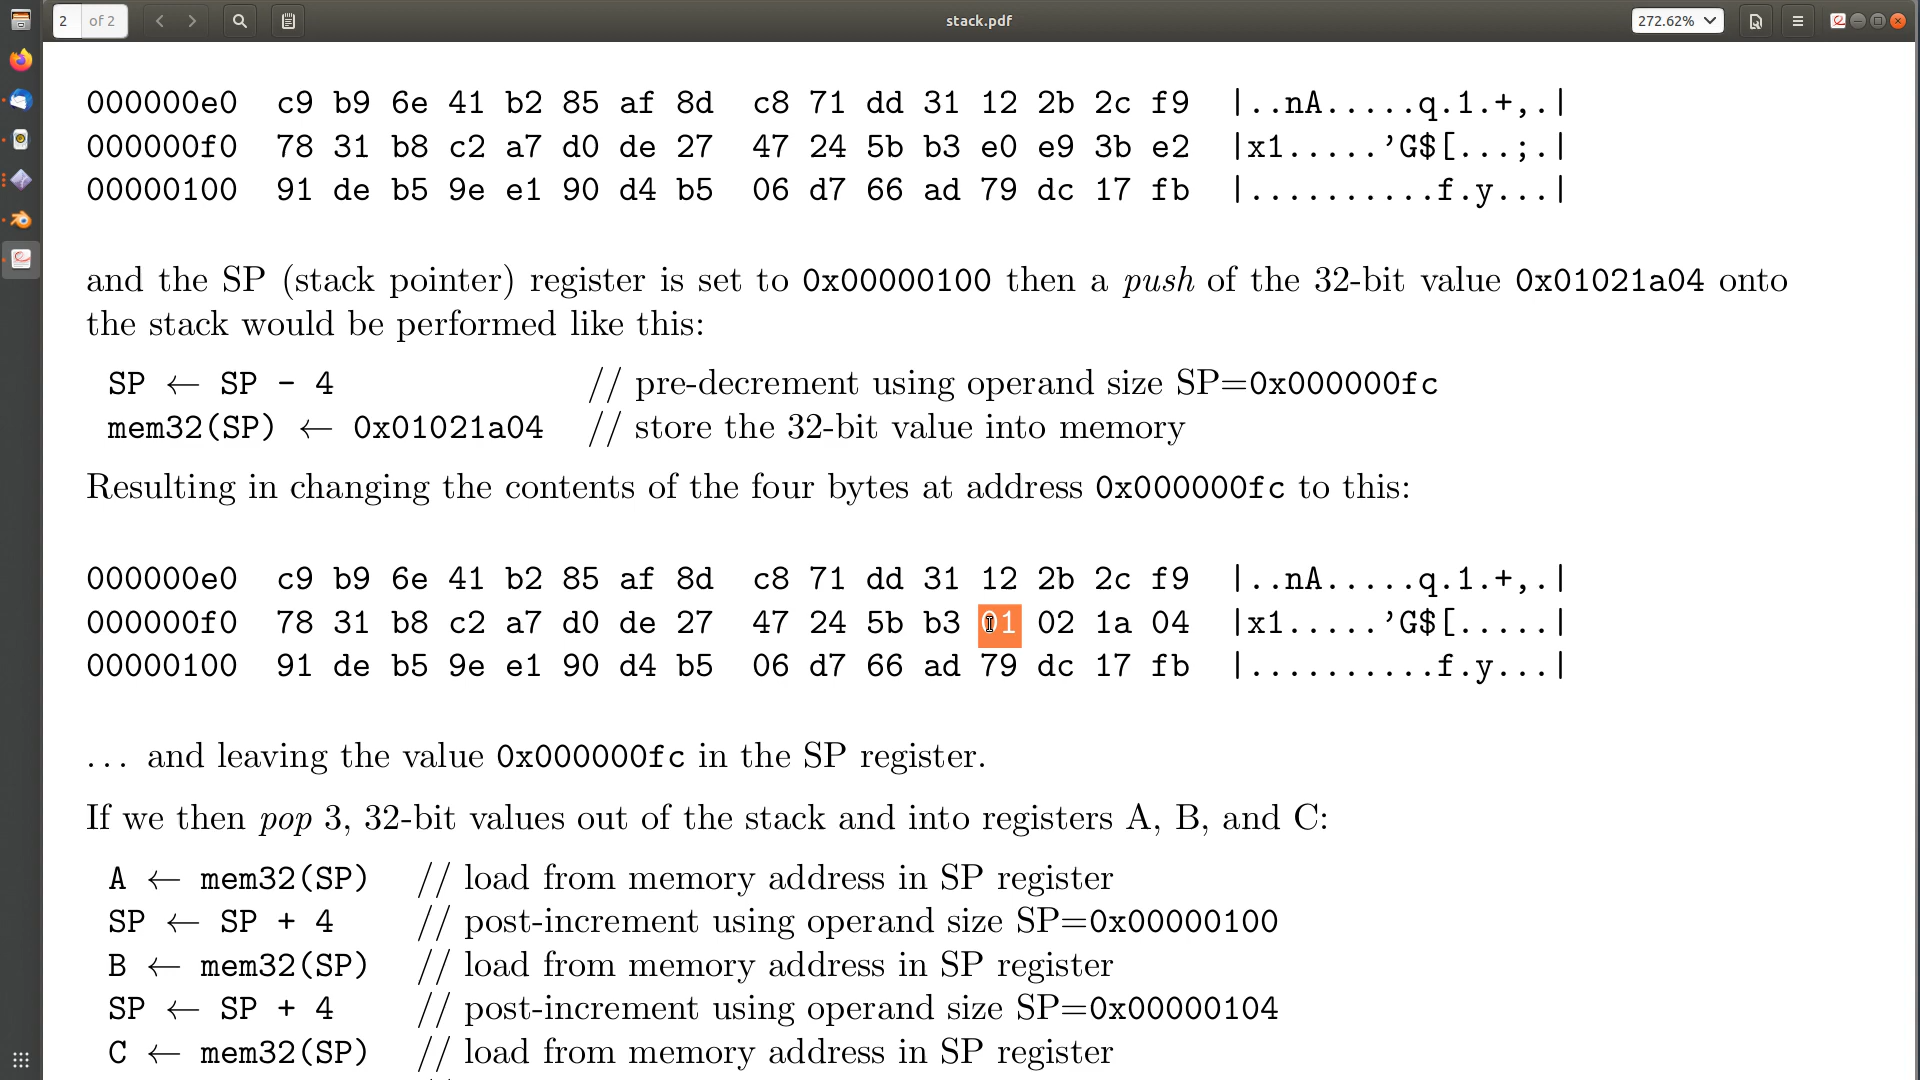 2 of 2
stack.pdf
272.62%
000000e0  c9 b9 6e 41 b2 85 af 8d  c8 71 dd 31 12 2b 2c f9  |..nA.....q.1.+,.|
000000f0  78 31 b8 c2 a7 d0 de 27  47 24 5b b3 e0 e9 3b e2  |x1.....’G$[...;.|
00000100  91 de b5 9e e1 90 d4 b5  06 d7 66 ad 79 dc 17 fb  |..........f.y...|
and the SP (stack pointer) register is set to 0x00000100 then a push of the 32-bit value 0x01021a04 onto
the stack would be performed like this:
SP ← SP - 4 // pre-decrement using operand size SP=0x000000fc
mem32(SP) ← 0x01021a04 // store the 32-bit value into memory
Resulting in changing the contents of the four bytes at address 0x000000fc to this:
000000e0  c9 b9 6e 41 b2 85 af 8d  c8 71 dd 31 12 2b 2c f9  |..nA.....q.1.+,.|
000000f0  78 31 b8 c2 a7 d0 de 27  47 24 5b b3 01 02 1a 04  |x1.....’G$[.....|
00000100  91 de b5 9e e1 90 d4 b5  06 d7 66 ad 79 dc 17 fb  |..........f.y...|
... and leaving the value 0x000000fc in the SP register.
If we then pop 3, 32-bit values out of the stack and into registers A, B, and C:
A ← mem32(SP) // load from memory address in SP register
SP ← SP + 4 // post-increment using operand size SP=0x00000100
B ← mem32(SP) // load from memory address in SP register
SP ← SP + 4 // post-increment using operand size SP=0x00000104
C ← mem32(SP) // load from memory address in SP register